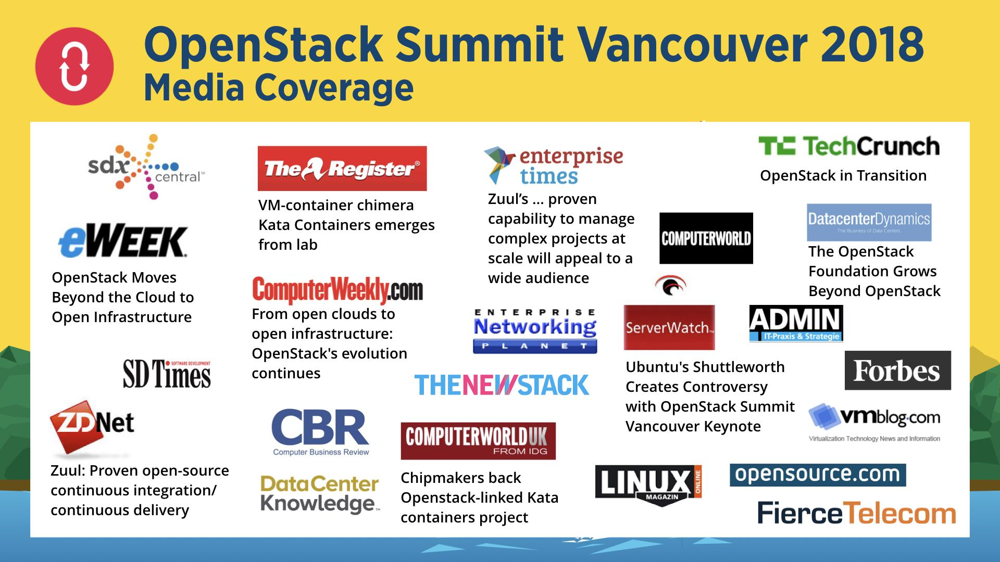 OpenStack Summit Vancouver 2018
Media Coverage
sdx
central™
The Register®
VM-container chimera
Kata Containers emerges
from lab
enterprise
times
Zuul’s ... proven
capability to manage
complex projects at
scale will appeal to a
wide audience
TC TechCrunch
OpenStack in Transition
eWEEK.
OpenStack Moves
Beyond the Cloud to
Open Infrastructure
ComputerWeekly.com
From open clouds to
open infrastructure:
OpenStack's evolution
continues
COMPUTERWORLD
DatacenterDynamics
The Business of Data Centers
The OpenStack
Foundation Grows
Beyond OpenStack
ENTERPRISE
Networking
PLANET
ServerWatch™
Ubuntu's Shuttleworth
Creates Controversy
with OpenStack Summit
Vancouver Keynote
ADMIN
IT-Praxis & Strategie
SD Times
SOFTWARE DEVELOPMENT
THENEWSTACK
Forbes
ZDNet
Zuul: Proven open-source
continuous integration/
continuous delivery
CBR
Computer Business Review
COMPUTERWORLDUK
FROM IDG
Chipmakers back
Openstack-linked Kata
containers project
vmblog.com
Virtualization Technology News and Information
DataCenter
Knowledge™
LINUX
MAGAZIN
ONLINE
opensource.com
FierceTelecom